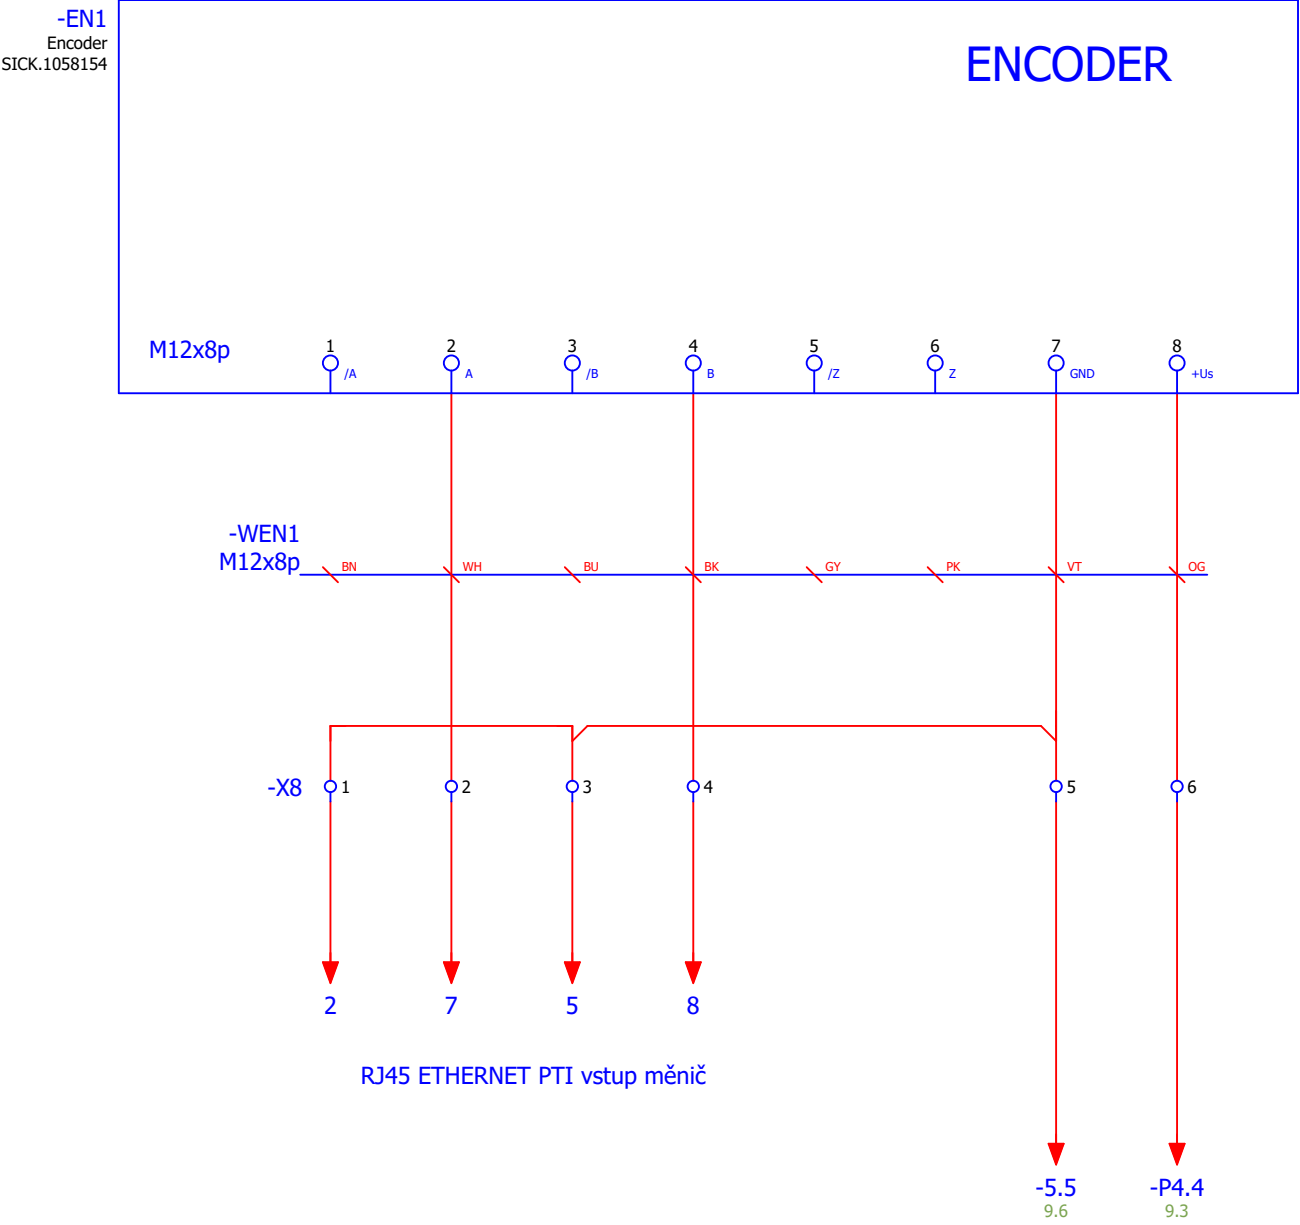 -EN1
Encoder
SICK.1058154
ENCODER
M12x8p
1 2 3 4 5 6 7 8
/A A /B B /Z Z GND +Us
-WEN1
M12x8p
BN WH BU BK GY PK VT OG
-X8 1 2 3 4 5 6
2 7 5 8
RJ45 ETHERNET PTI vstup měnič
-5.5 -P4.4
9.6 9.3